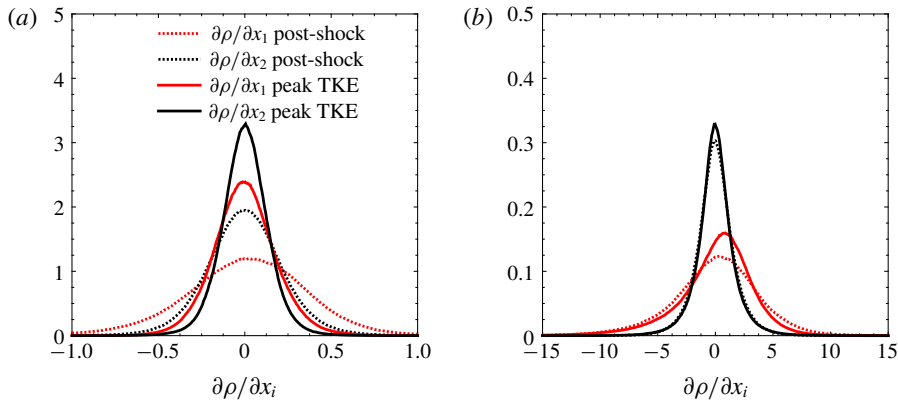 (a)
5
4
3
2
1
0
∂ρ/∂x₁ post-shock
∂ρ/∂x₂ post-shock
∂ρ/∂x₁ peak TKE
∂ρ/∂x₂ peak TKE
−1.0 −0.5 0 0.5 1.0
∂ρ/∂xᵢ
(b)
0.5
0.4
0.3
0.2
0.1
0
−15 −10 −5 0 5 10 15
∂ρ/∂xᵢ